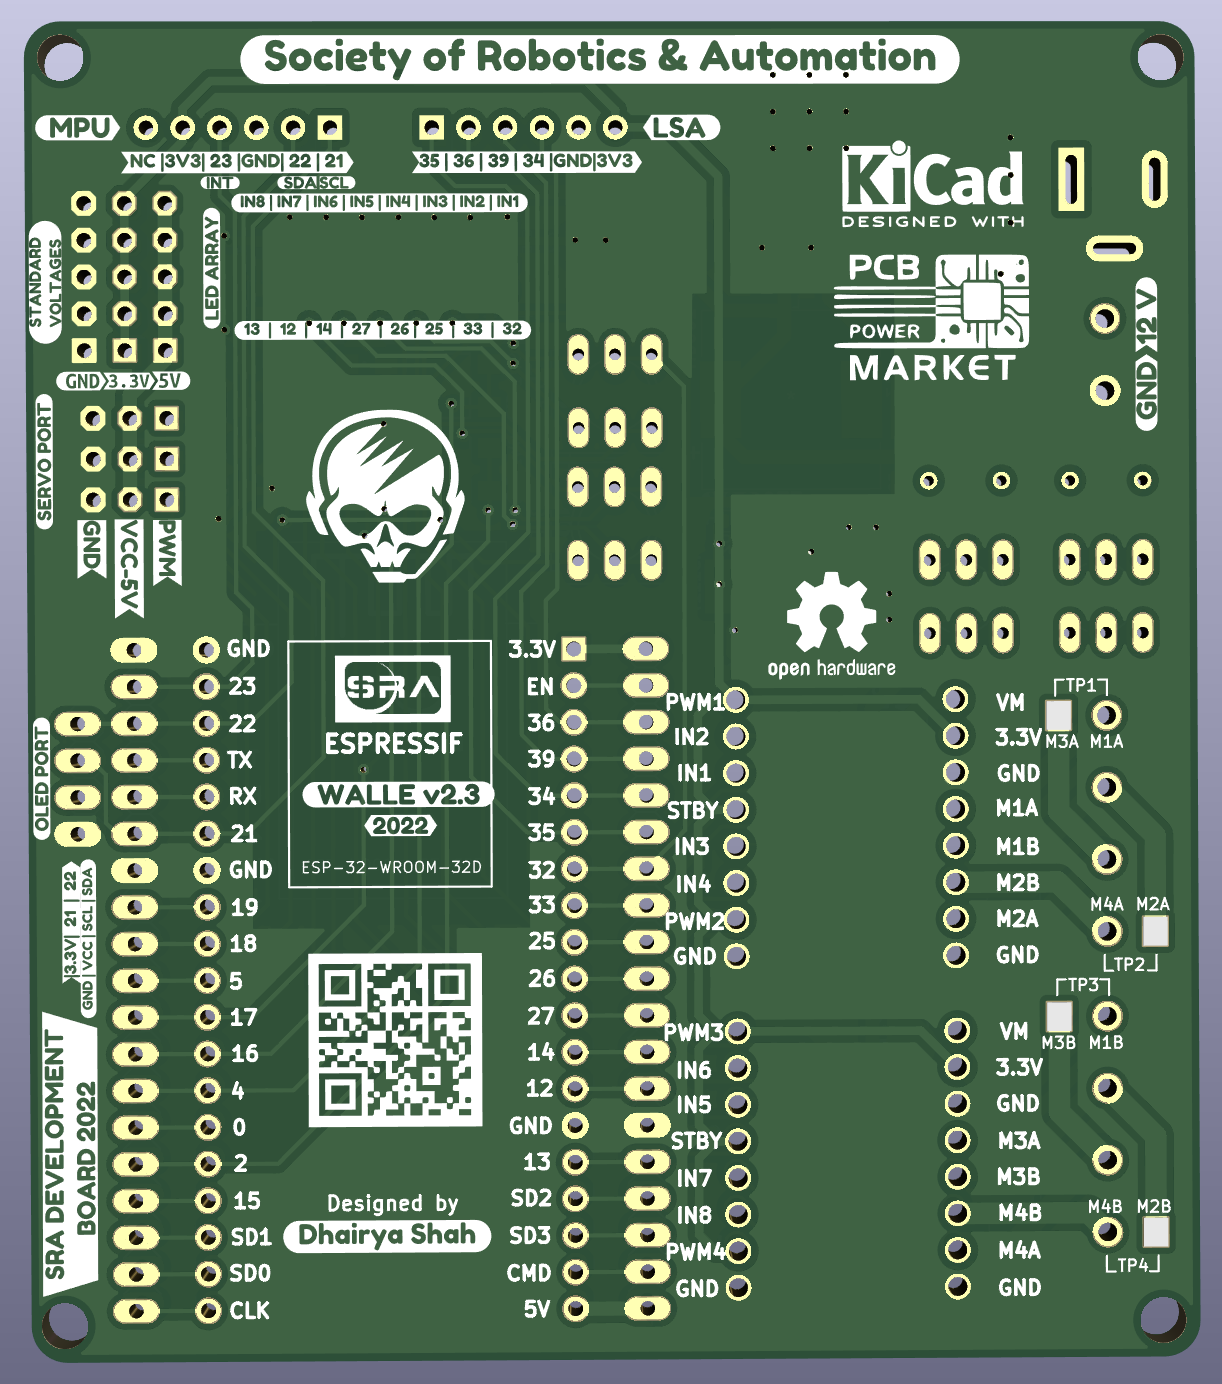 Society of Robotics & Automation
MPU
NC |3V3| 23 |GND| 22 | 21
INT
SDA|SCL
LSA
35 | 36 | 39 | 34 |GND|3V3
IN8 | IN7 | IN6 | IN5 | IN4 | IN3 | IN2 | IN1
LED ARRAY
13 | 12 | 14 | 27 | 26 | 25 | 33 | 32
STANDARD
VOLTAGES
GND 3.3V 5V
SERVO PORT
GND
VCC-5V
PWM
KiCad
DESIGNED WITH
PCB
POWER
MARKET
GND 12 V
open hardware
SRA
ESPRESSIF
WALLE v2.3
2022
ESP-32-WROOM-32D
GND
23
22
TX
RX
21
GND
19
18
5
17
16
4
0
2
15
SD1
SD0
CLK
OLED PORT
3.3V| 21 | 22
GND | VCC | SCL | SDA
SRA DEVELOPMENT
BOARD 2022
3.3V
EN
36
39
34
35
32
33
25
26
27
14
12
GND
13
SD2
SD3
CMD
5V
Designed by
Dhairya Shah
PWM1
IN2
IN1
STBY
IN3
IN4
PWM2
GND
VM
3.3V
GND
M1A
M1B
M2B
M2A
GND
TP1
M3A M1A
M4A M2A
TP2
PWM3
IN6
IN5
STBY
IN7
IN8
PWM4
GND
VM
3.3V
GND
M3A
M3B
M4B
M4A
GND
TP3
M3B M1B
M4B M2B
TP4